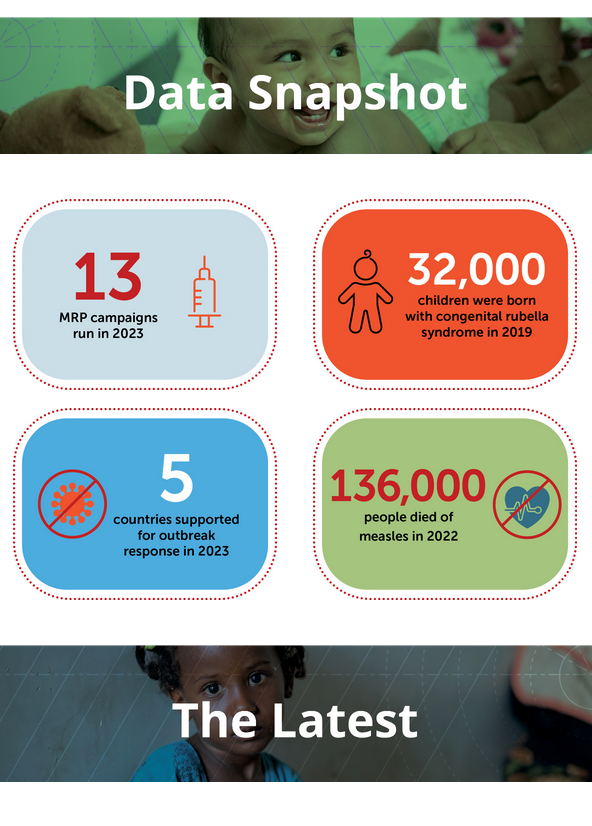 Data Snapshot
13
MRP campaigns
run in 2023
32,000
children were born
with congenital rubella
syndrome in 2019
5
countries supported
for outbreak
response in 2023
136,000
people died of
measles in 2022
The Latest